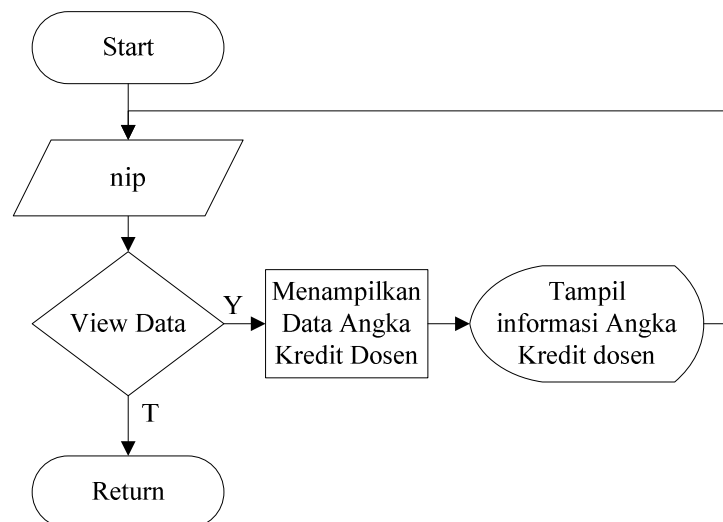 Start
nip
View Data
Y
Menampilkan
Data Angka
Kredit Dosen
Tampil
informasi Angka
Kredit dosen
T
Return